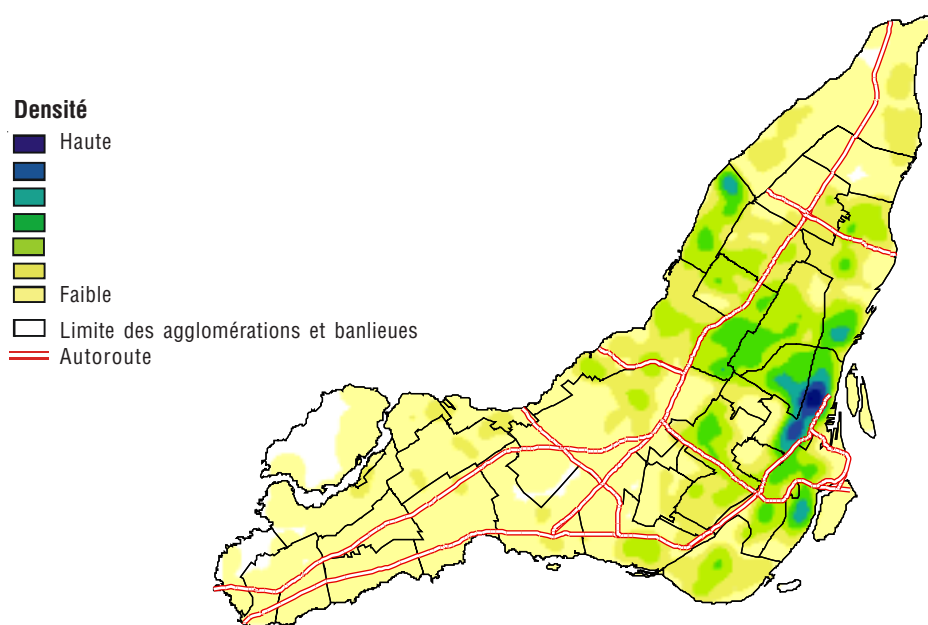 Densité
Haute
Faible
Limite des agglomérations et banlieues
Autoroute